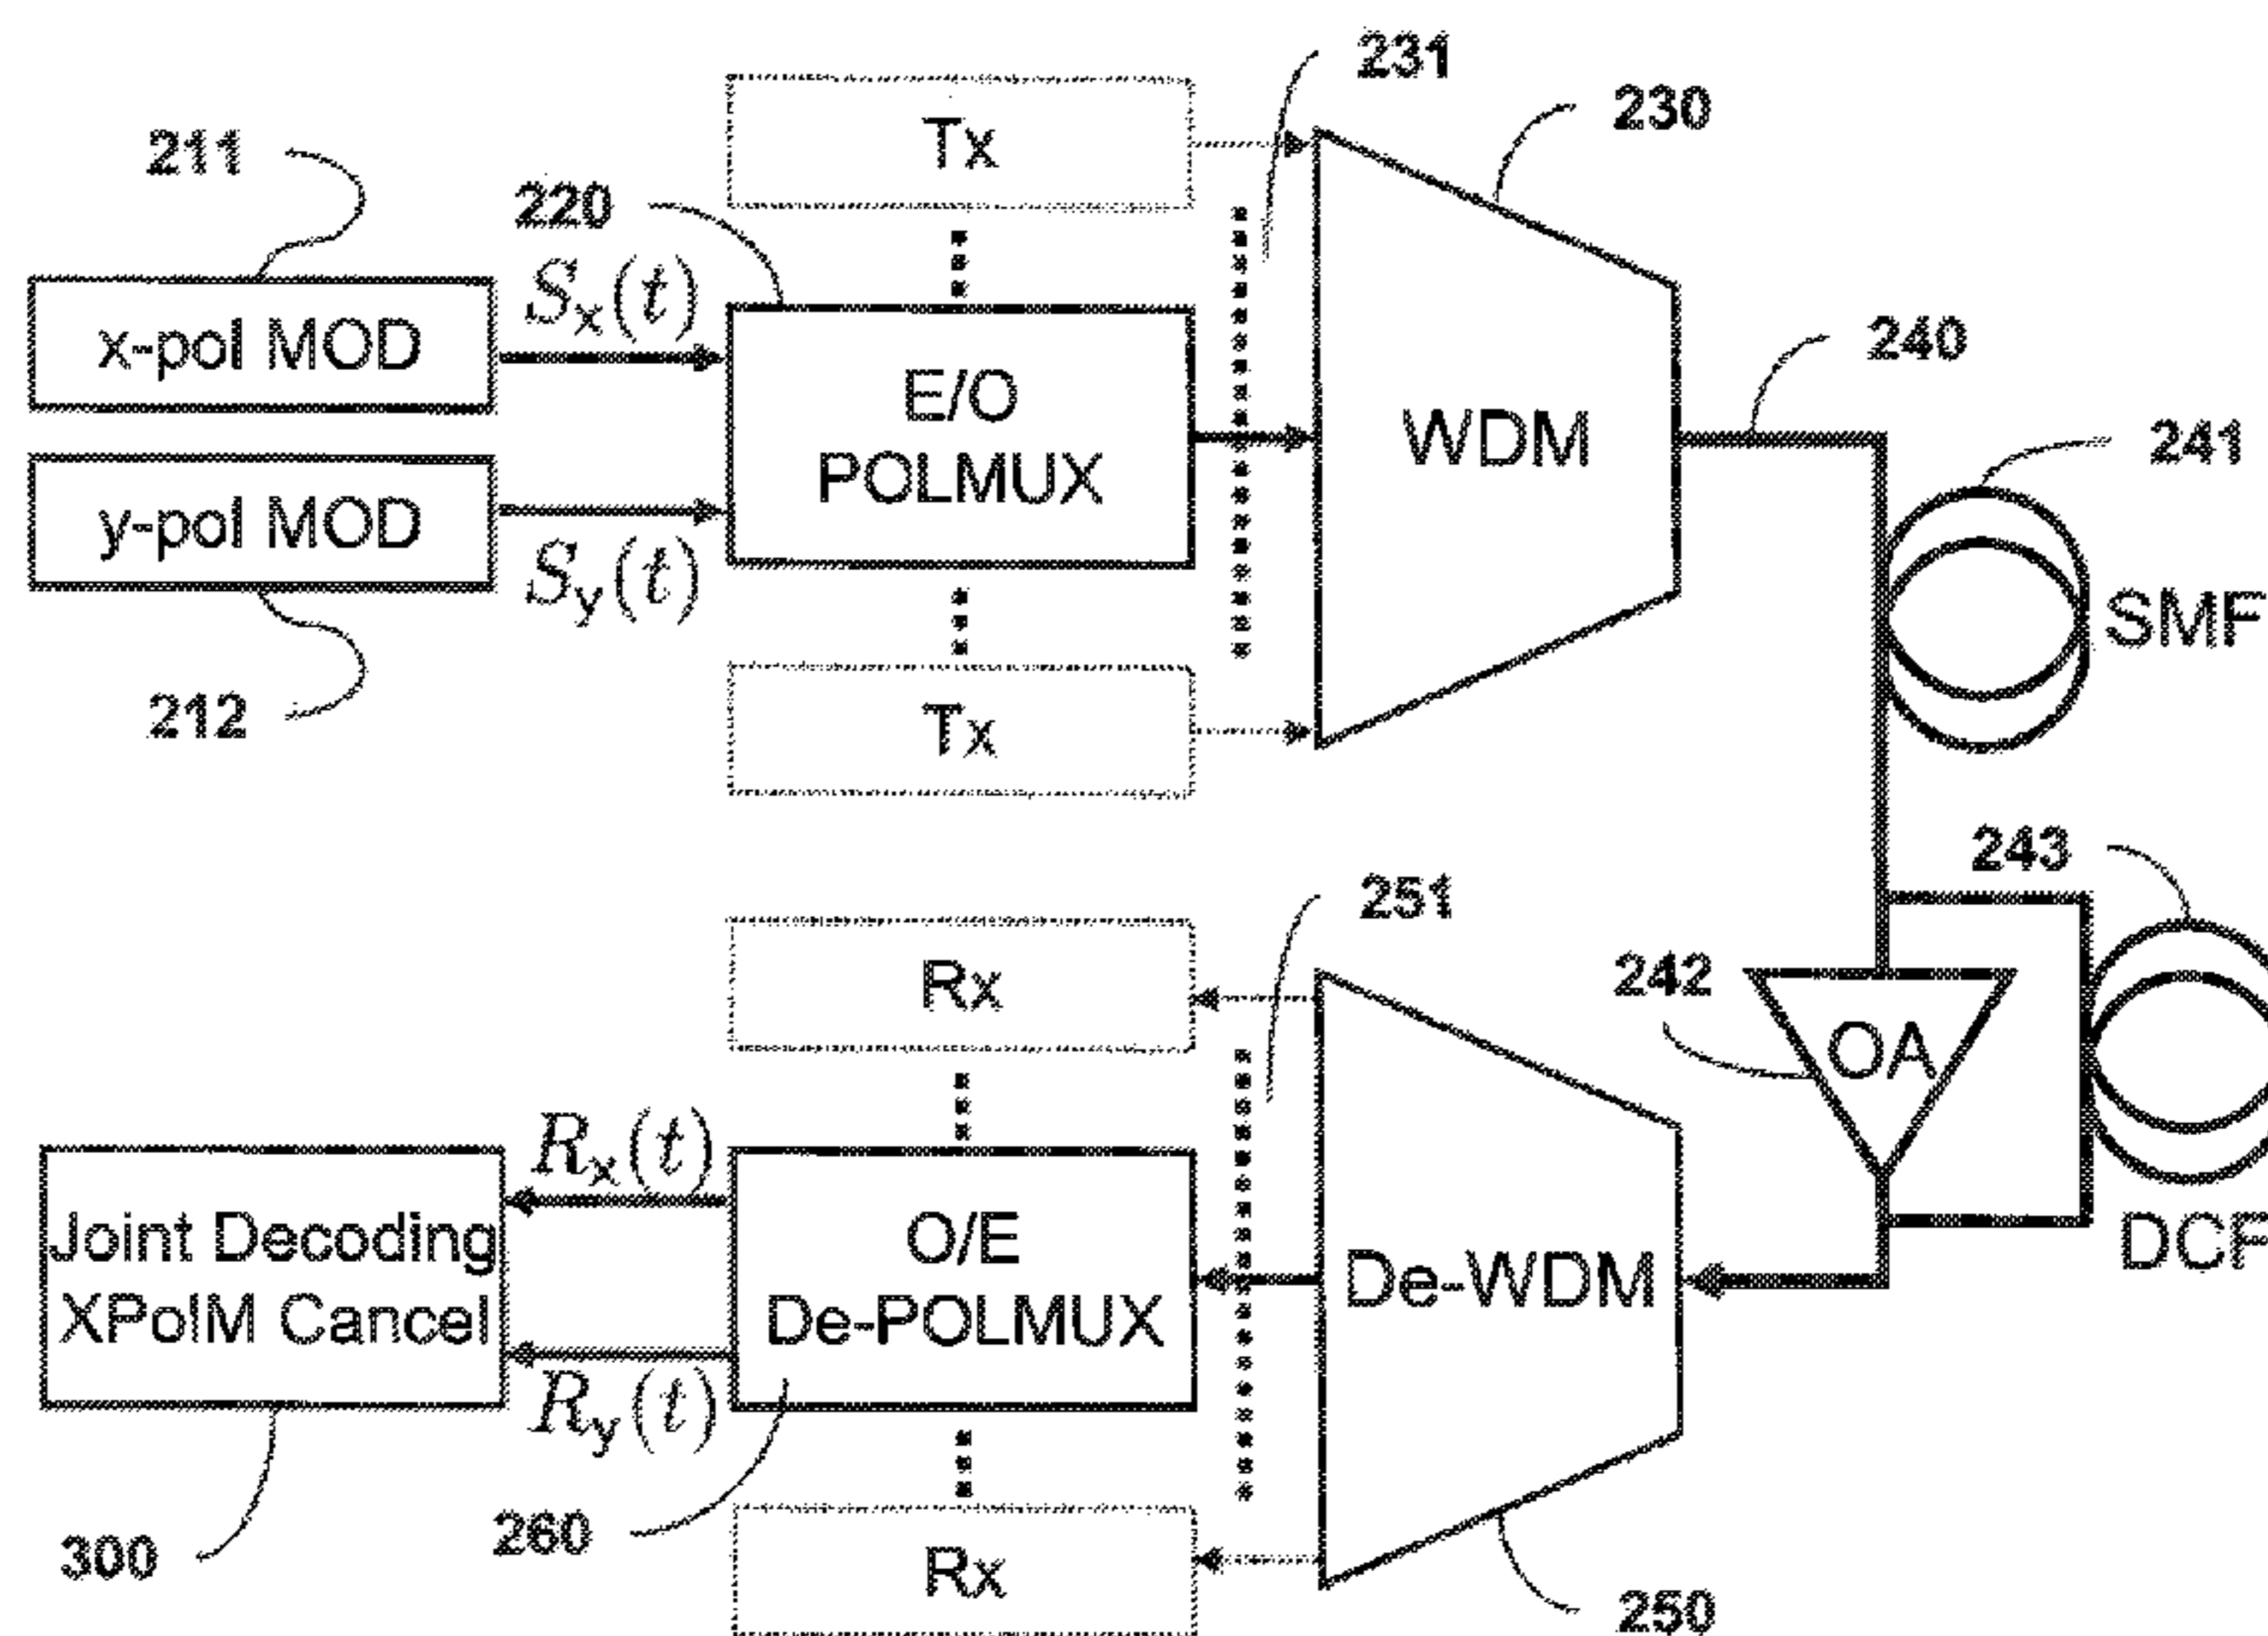 231
Tx
230
211
220
Sx(t)
x-pol MOD
E/O
POLMUX
WDM
240
241
y-pol MOD
Sy(t)
SMF
212
Tx
243
251
Rx
242
OA
Rx(t)
Joint Decoding
XPolM Cancel
O/E
De-POLMUX
De-WDM
DCF
Ry(t)
300
260
Rx
250